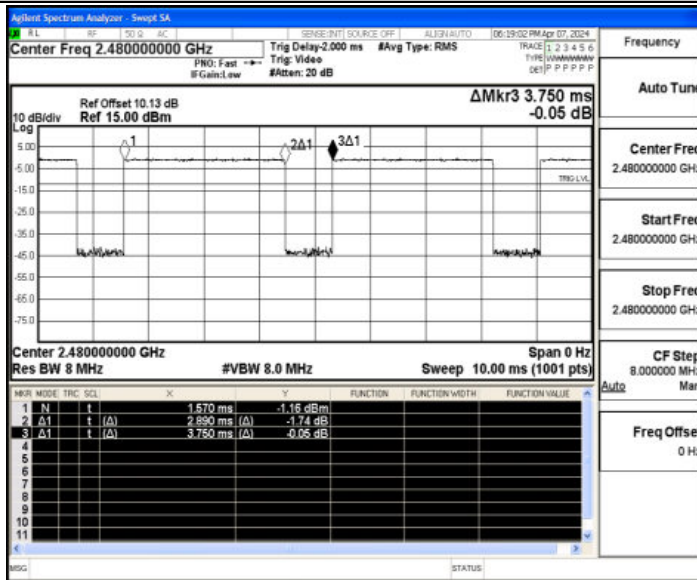 Agilent Spectrum Analyzer - Swept SA
RL RF 50 Ω AC SENSE:INT SOURCE OFF ALIGN AUTO 06:19:02 PM Apr 07, 2024
Center Freq 2.480000000 GHz
PNO: Fast
IFGain:Low
Trig Delay-2.000 ms
Trig: Video
#Atten: 20 dB
#Avg Type: RMS
TRACE 1 2 3 4 5 6
TYPE WWWWWW
DET P P P P P P
Ref Offset 10.13 dB
10 dB/div Ref 15.00 dBm
Log
ΔMkr3 3.750 ms
-0.05 dB
1
2Δ1
3Δ1
TRIG LVL
5.00
-5.00
-15.0
-25.0
-35.0
-45.0
-55.0
-65.0
-75.0
Center 2.480000000 GHz Span 0 Hz
Res BW 8 MHz #VBW 8.0 MHz Sweep 10.00 ms (1001 pts)
MKR MODE TRC SCL X Y FUNCTION FUNCTION WIDTH FUNCTION VALUE
1 N t 1.570 ms -1.16 dBm
2 Δ1 t (Δ) 2.890 ms (Δ) -1.74 dB
3 Δ1 t (Δ) 3.750 ms (Δ) -0.05 dB
4
5
6
7
8
9
10
11
MSG STATUS
Frequency
Auto Tune
Center Freq
2.480000000 GHz
Start Freq
2.480000000 GHz
Stop Freq
2.480000000 GHz
CF Step
8.000000 MHz
Auto Man
Freq Offset
0 Hz